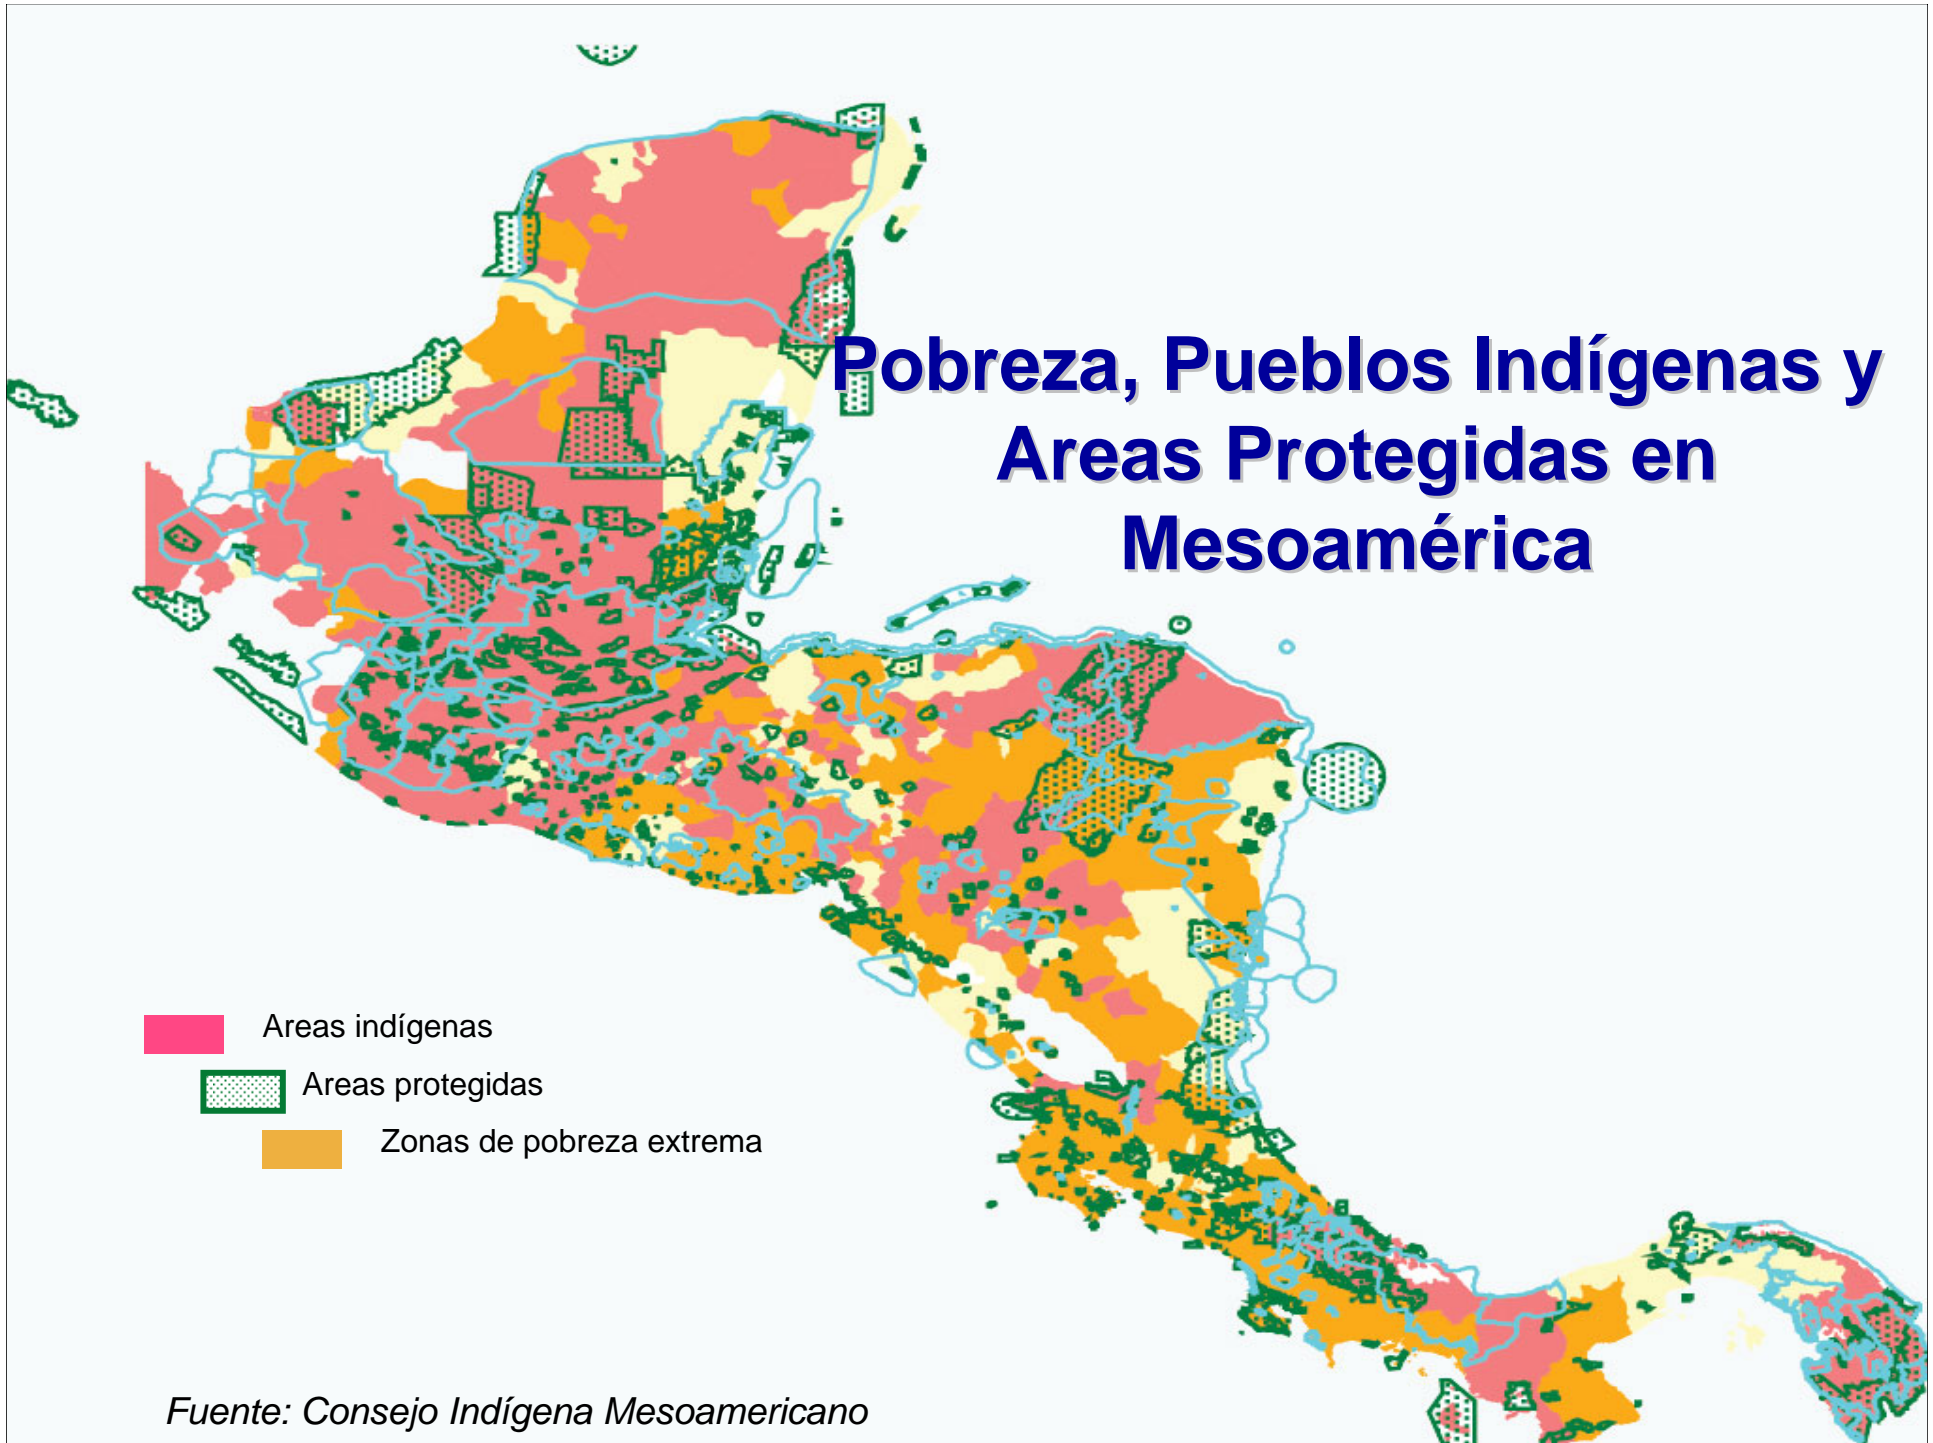 Pobreza, Pueblos Indígenas y
Areas Protegidas en
Mesoamérica
Areas indígenas
Areas protegidas
Zonas de pobreza extrema
Fuente: Consejo Indígena Mesoamericano